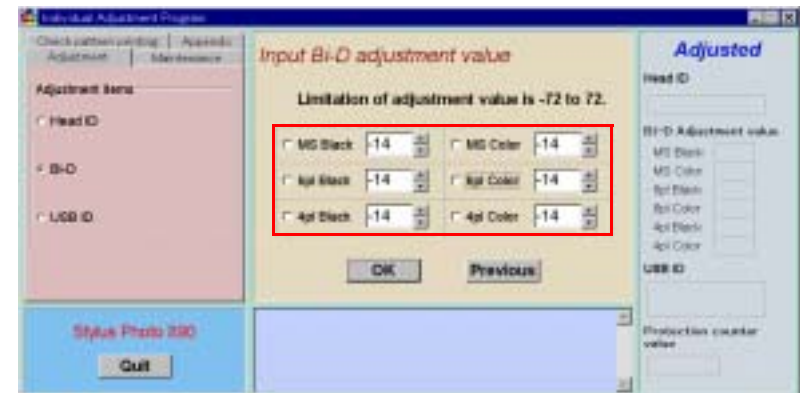 Individual Adjustment Program
Check pattern printing Appendix
Adjustment Maintenance
Adjustment items
Head ID
Bi-D
USB ID
Stylus Photo 890
Quit
Input Bi-D adjustment value
Limitation of adjustment value is -72 to 72.
MS Black -14 MS Color -14
6pl Black -14 6pl Color -14
4pl Black -14 4pl Color -14
OK Previous
Adjusted
Head ID
Bi-D Adjustment value
MS Black
MS Color
6pl Black
6pl Color
4pl Black
4pl Color
USB ID
Protection counter
value